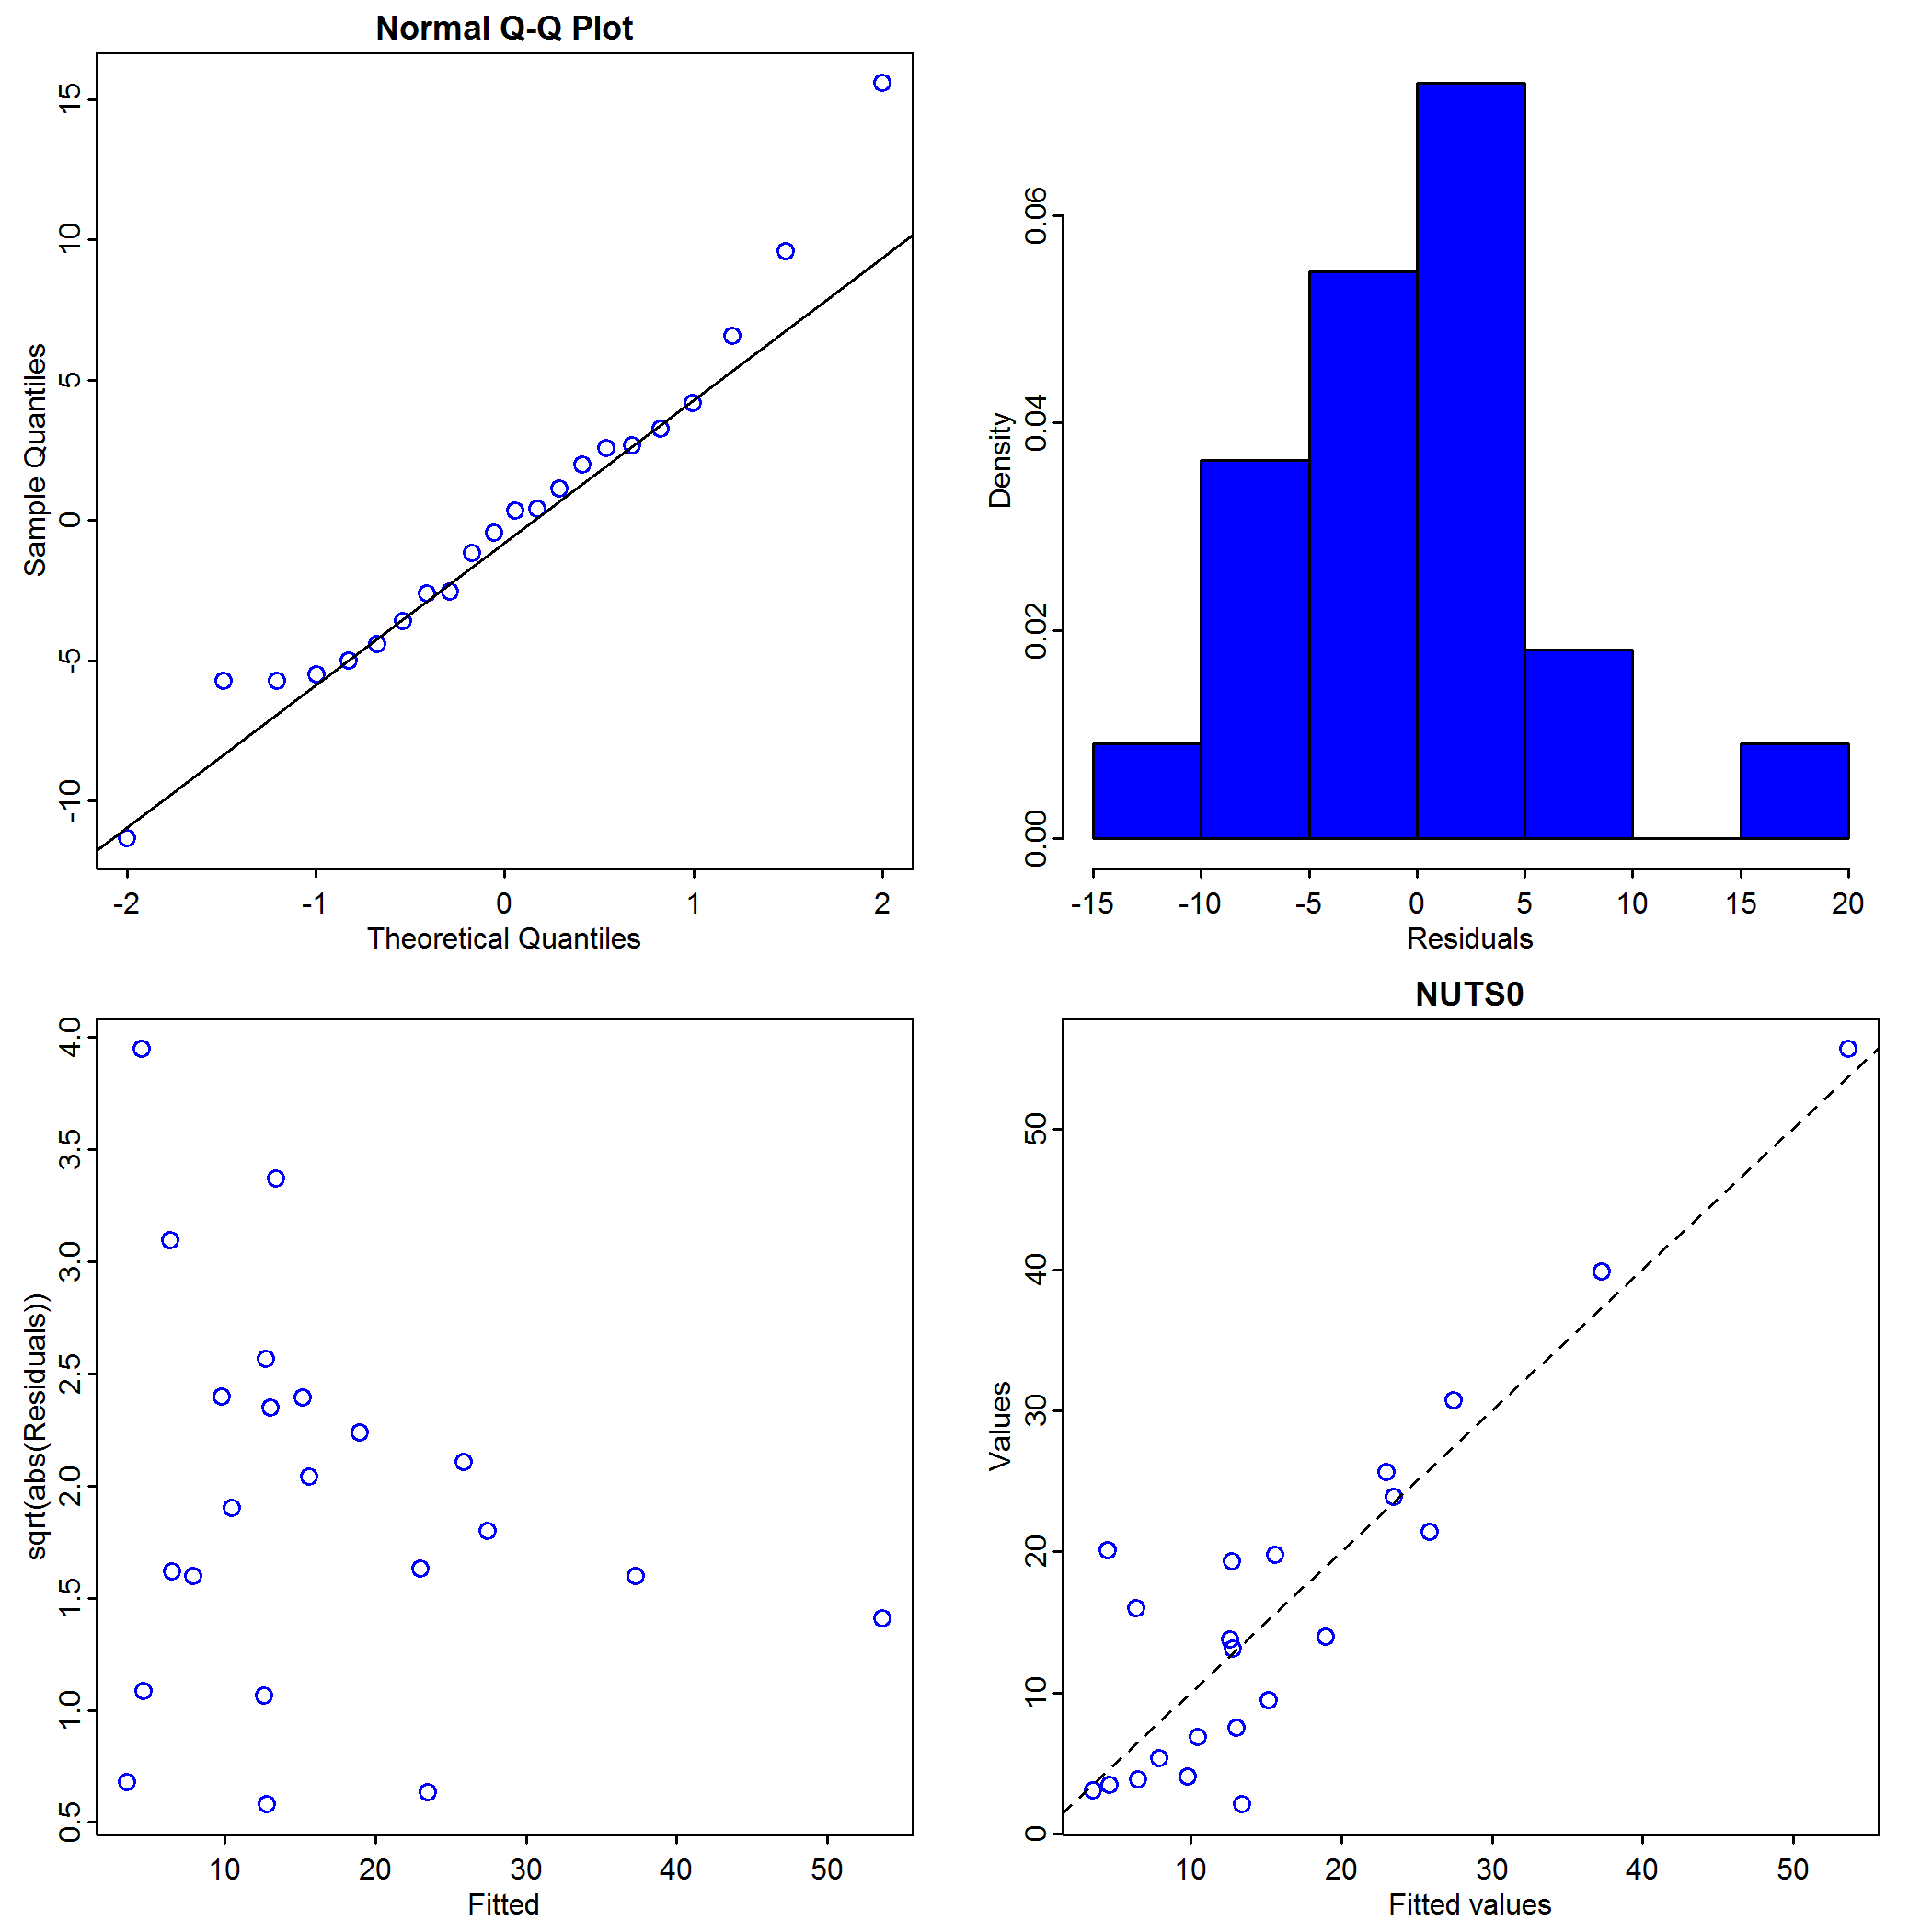 Normal Q-Q Plot
Sample Quantiles
15
10
5
0
-5
-10
-2 -1 0 1 2
Theoretical Quantiles
Density
0.06
0.04
0.02
0.00
-15 -10 -5 0 5 10 15 20
Residuals
sqrt(abs(Residuals))
4.0
3.5
3.0
2.5
2.0
1.5
1.0
0.5
10 20 30 40 50
Fitted
NUTS0
Values
50
40
30
20
10
0
10 20 30 40 50
Fitted values